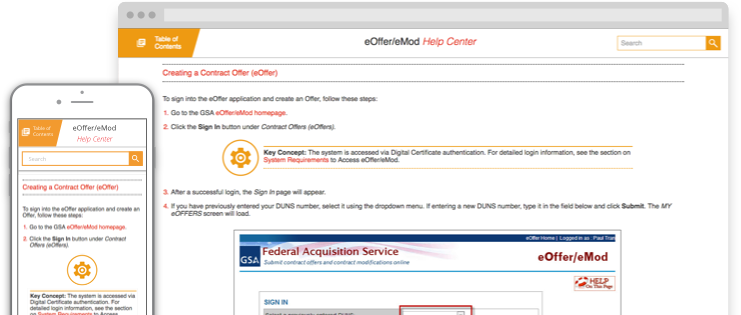 Table of
Contents
eOffer/eMod Help Center
Search
Creating a Contract Offer (eOffer)
To sign into the eOffer application and create an Offer, follow these steps:
1. Go to the GSA eOffer/eMod homepage.
2. Click the Sign In button under Contract Offers (eOffers).
Key Concept: The system is accessed via Digital Certificate authentication. For detailed login information, see the section on
System Requirements to Access eOffer/eMod.
3. After a successful login, the Sign In page will appear.
4. If you have previously entered your DUNS number, select it using the dropdown menu. If entering a new DUNS number, type it in the field below and click Submit. The MY
eOFFERS screen will load.
eOffer Home | Logged in as: Paul Tran
GSA
Federal Acquisition Service
Submit contract offers and contract modifications online
eOffer/eMod
HELP
On This Page
SIGN IN
Select a previously entered DUNS
Table of
Contents
eOffer/eMod
Help Center
Search
Creating a Contract Offer (eOffer)
To sign into the eOffer application and create an
Offer, follow these steps:
1. Go to the GSA eOffer/eMod homepage.
2. Click the Sign In button under Contract
Offers (eOffers).
Key Concept: The system is accessed via
Digital Certificate authentication. For
detailed login information, see the section
on System Requirements to Access